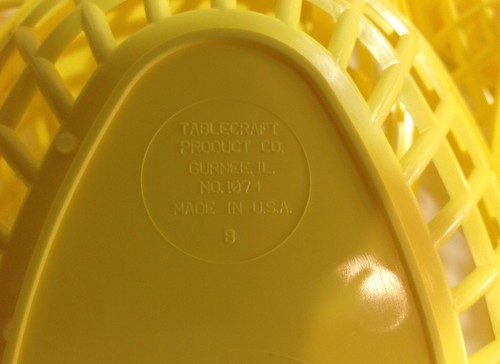 TABLECRAFT
PRODUCT CO.
GURNEE, IL.
NO. 1074
MADE IN U.S.A.
8